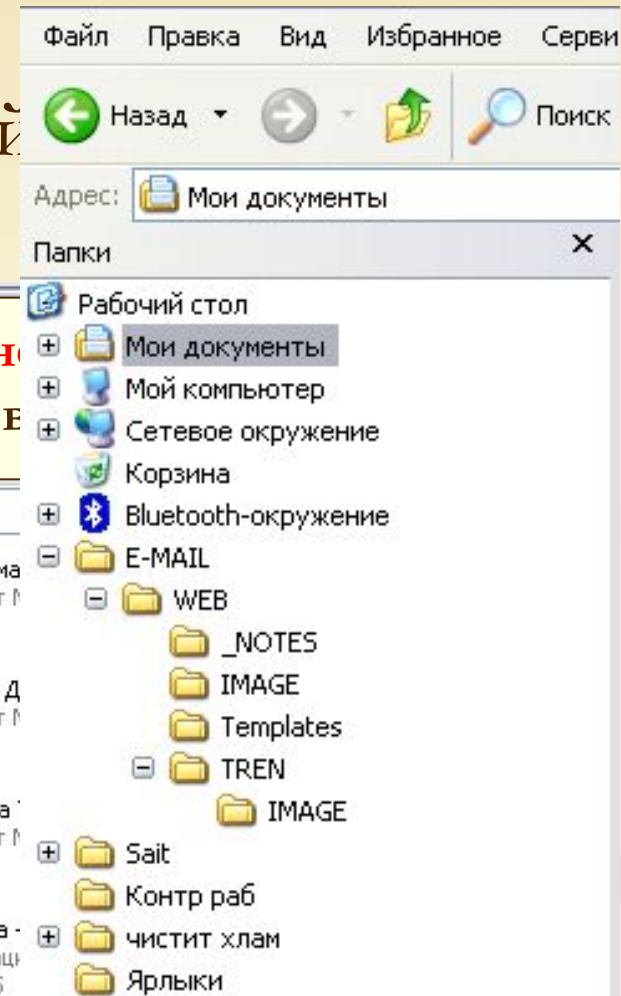 Файл Правка Вид Избранное Серви
Назад Поиск
Адрес: Мои документы
Папки
Рабочий стол
Мои документы
Мой компьютер
Сетевое окружение
Корзина
Bluetooth-окружение
E-MAIL
WEB
_NOTES
IMAGE
Templates
TREN
IMAGE
Sait
Контр раб
чистит хлам
Ярлыки